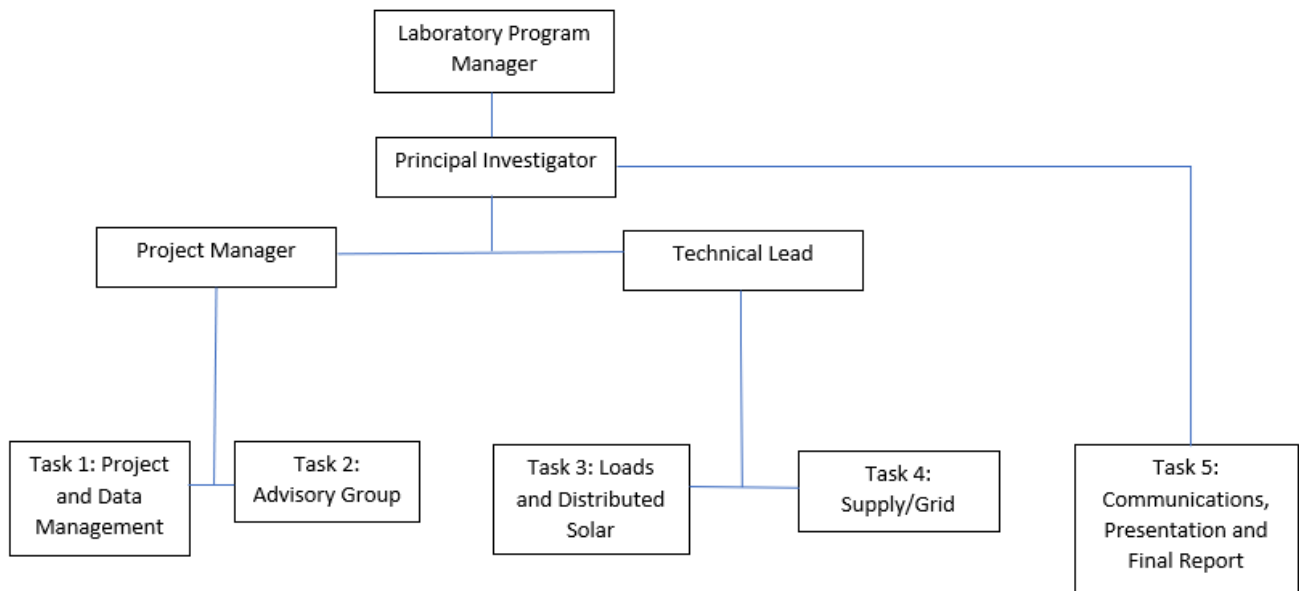 Laboratory Program
Manager
Principal Investigator
Project Manager
Technical Lead
Task 1: Project
and Data
Management
Task 2:
Advisory Group
Task 3: Loads
and Distributed
Solar
Task 4:
Supply/Grid
Task 5:
Communications,
Presentation and
Final Report